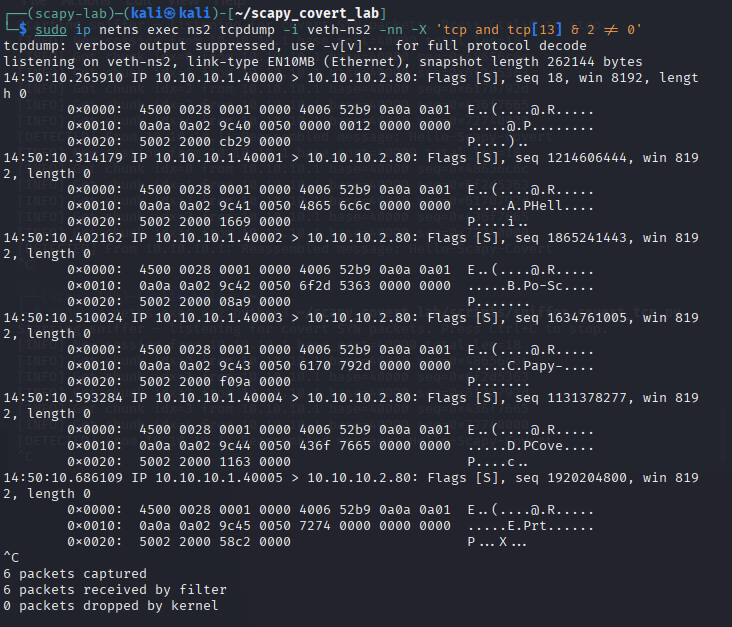 ┌──(scapy-lab)─(kali㉿kali)-[~/scapy_covert_lab]
└─$ sudo ip netns exec ns2 tcpdump -i veth-ns2 -nn -X 'tcp and tcp[13] & 2 ≠ 0'
tcpdump: verbose output suppressed, use -v[v]... for full protocol decode
listening on veth-ns2, link-type EN10MB (Ethernet), snapshot length 262144 bytes
14:50:10.265910 IP 10.10.10.1.40000 > 10.10.10.2.80: Flags [S], seq 18, win 8192, lengt
h 0
0×0000: 4500 0028 0001 0000 4006 52b9 0a0a 0a01 E..(....@.R.....
0×0010: 0a0a 0a02 9c40 0050 0000 0012 0000 0000 .....@.P........
0×0020: 5002 2000 cb29 0000 P....)..
14:50:10.314179 IP 10.10.10.1.40001 > 10.10.10.2.80: Flags [S], seq 1214606444, win 819
2, length 0
0×0000: 4500 0028 0001 0000 4006 52b9 0a0a 0a01 E..(....@.R.....
0×0010: 0a0a 0a02 9c41 0050 4865 6c6c 0000 0000 .....A.PHell....
0×0020: 5002 2000 1669 0000 P....i..
14:50:10.402162 IP 10.10.10.1.40002 > 10.10.10.2.80: Flags [S], seq 1865241443, win 819
2, length 0
0×0000: 4500 0028 0001 0000 4006 52b9 0a0a 0a01 E..(....@.R.....
0×0010: 0a0a 0a02 9c42 0050 6f2d 5363 0000 0000 .....B.Po-Sc....
0×0020: 5002 2000 08a9 0000 P.......
14:50:10.510024 IP 10.10.10.1.40003 > 10.10.10.2.80: Flags [S], seq 1634761005, win 819
2, length 0
0×0000: 4500 0028 0001 0000 4006 52b9 0a0a 0a01 E..(....@.R.....
0×0010: 0a0a 0a02 9c43 0050 6170 792d 0000 0000 .....C.Papy-....
0×0020: 5002 2000 f09a 0000 P.......
14:50:10.593284 IP 10.10.10.1.40004 > 10.10.10.2.80: Flags [S], seq 1131378277, win 819
2, length 0
0×0000: 4500 0028 0001 0000 4006 52b9 0a0a 0a01 E..(....@.R.....
0×0010: 0a0a 0a02 9c44 0050 436f 7665 0000 0000 .....D.PCove....
0×0020: 5002 2000 1163 0000 P....c..
14:50:10.686109 IP 10.10.10.1.40005 > 10.10.10.2.80: Flags [S], seq 1920204800, win 819
2, length 0
0×0000: 4500 0028 0001 0000 4006 52b9 0a0a 0a01 E..(....@.R.....
0×0010: 0a0a 0a02 9c45 0050 7274 0000 0000 0000 .....E.Prt......
0×0020: 5002 2000 58c2 0000 P...X...
^C
6 packets captured
6 packets received by filter
0 packets dropped by kernel